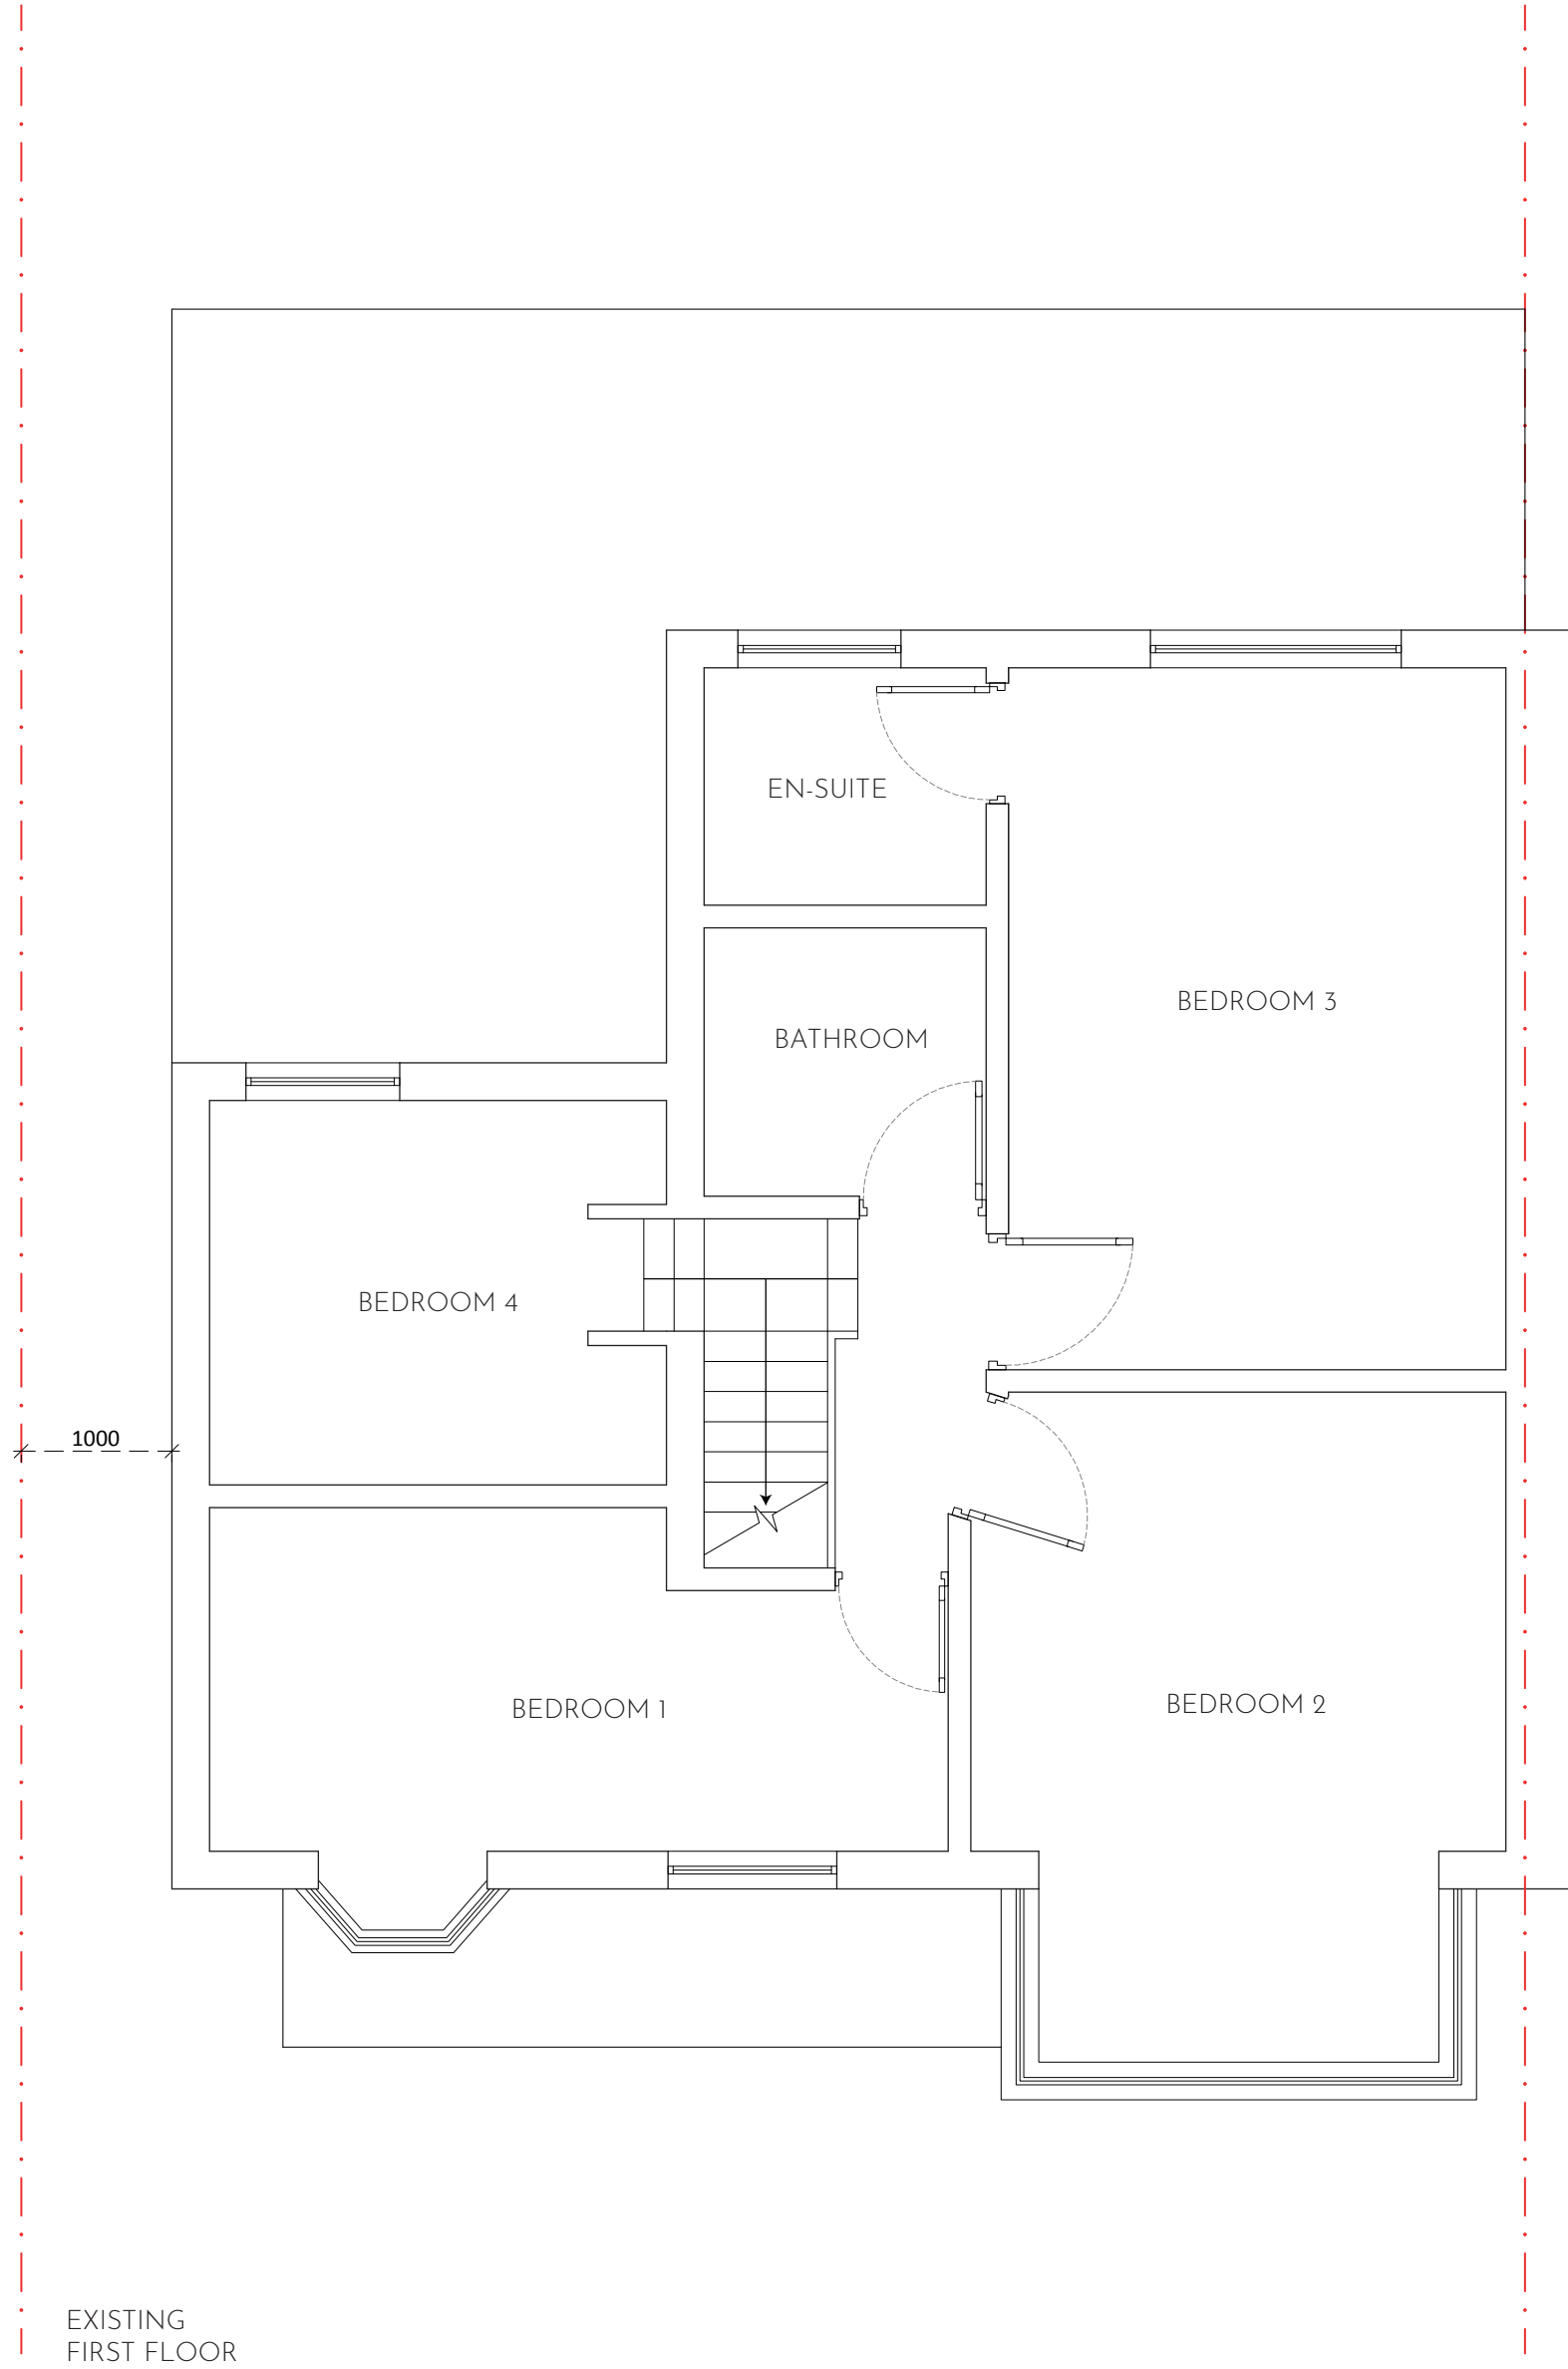 EN-SUITE
BEDROOM 3
BATHROOM
BEDROOM 4
1000
BEDROOM 1
BEDROOM 2
EXISTING
FIRST FLOOR